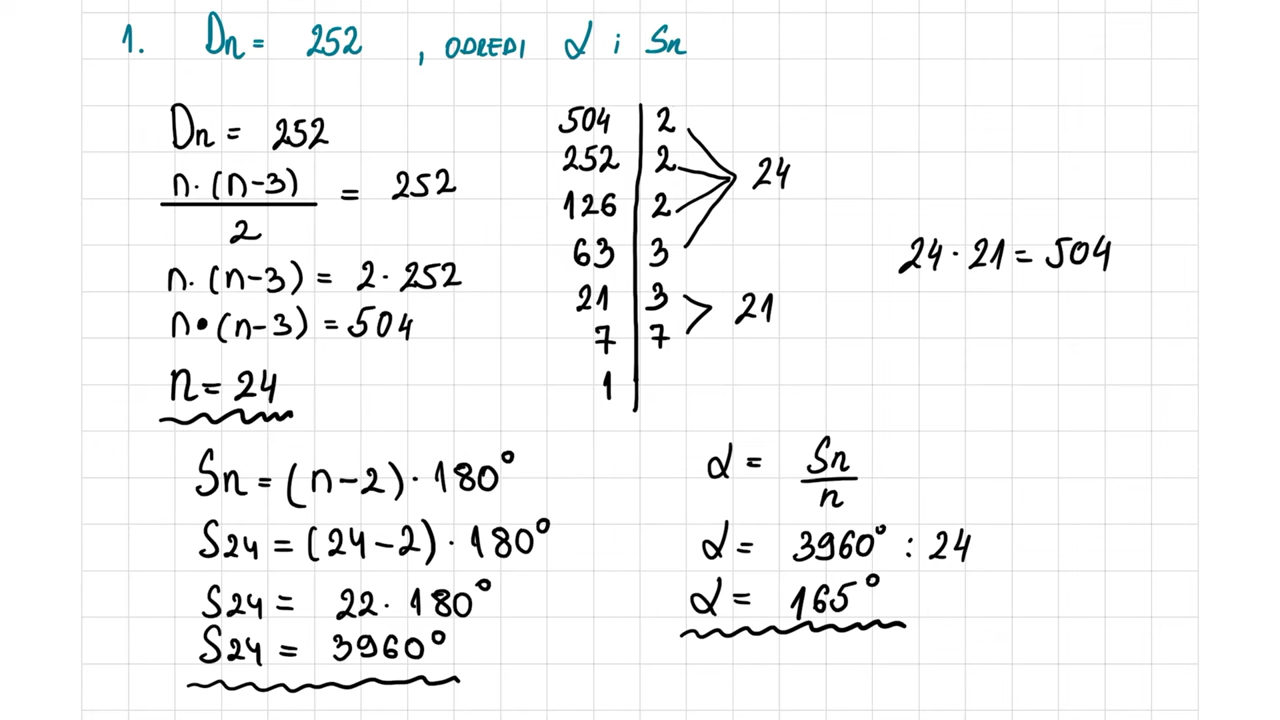 1. Dn = 252 , ODREDI α i Sn
Dn = 252
n·(n-3)/2 = 252
n·(n-3) = 2·252
n•(n-3) = 504
n = 24
504 | 2
252 | 2
126 | 2
63 | 3
21 | 3
7 | 7
1 |
24
21
24·21 = 504
Sn = (n-2)·180°
S24 = (24-2)·180°
S24 = 22·180°
S24 = 3960°
α = Sn/n
α = 3960° : 24
α = 165°